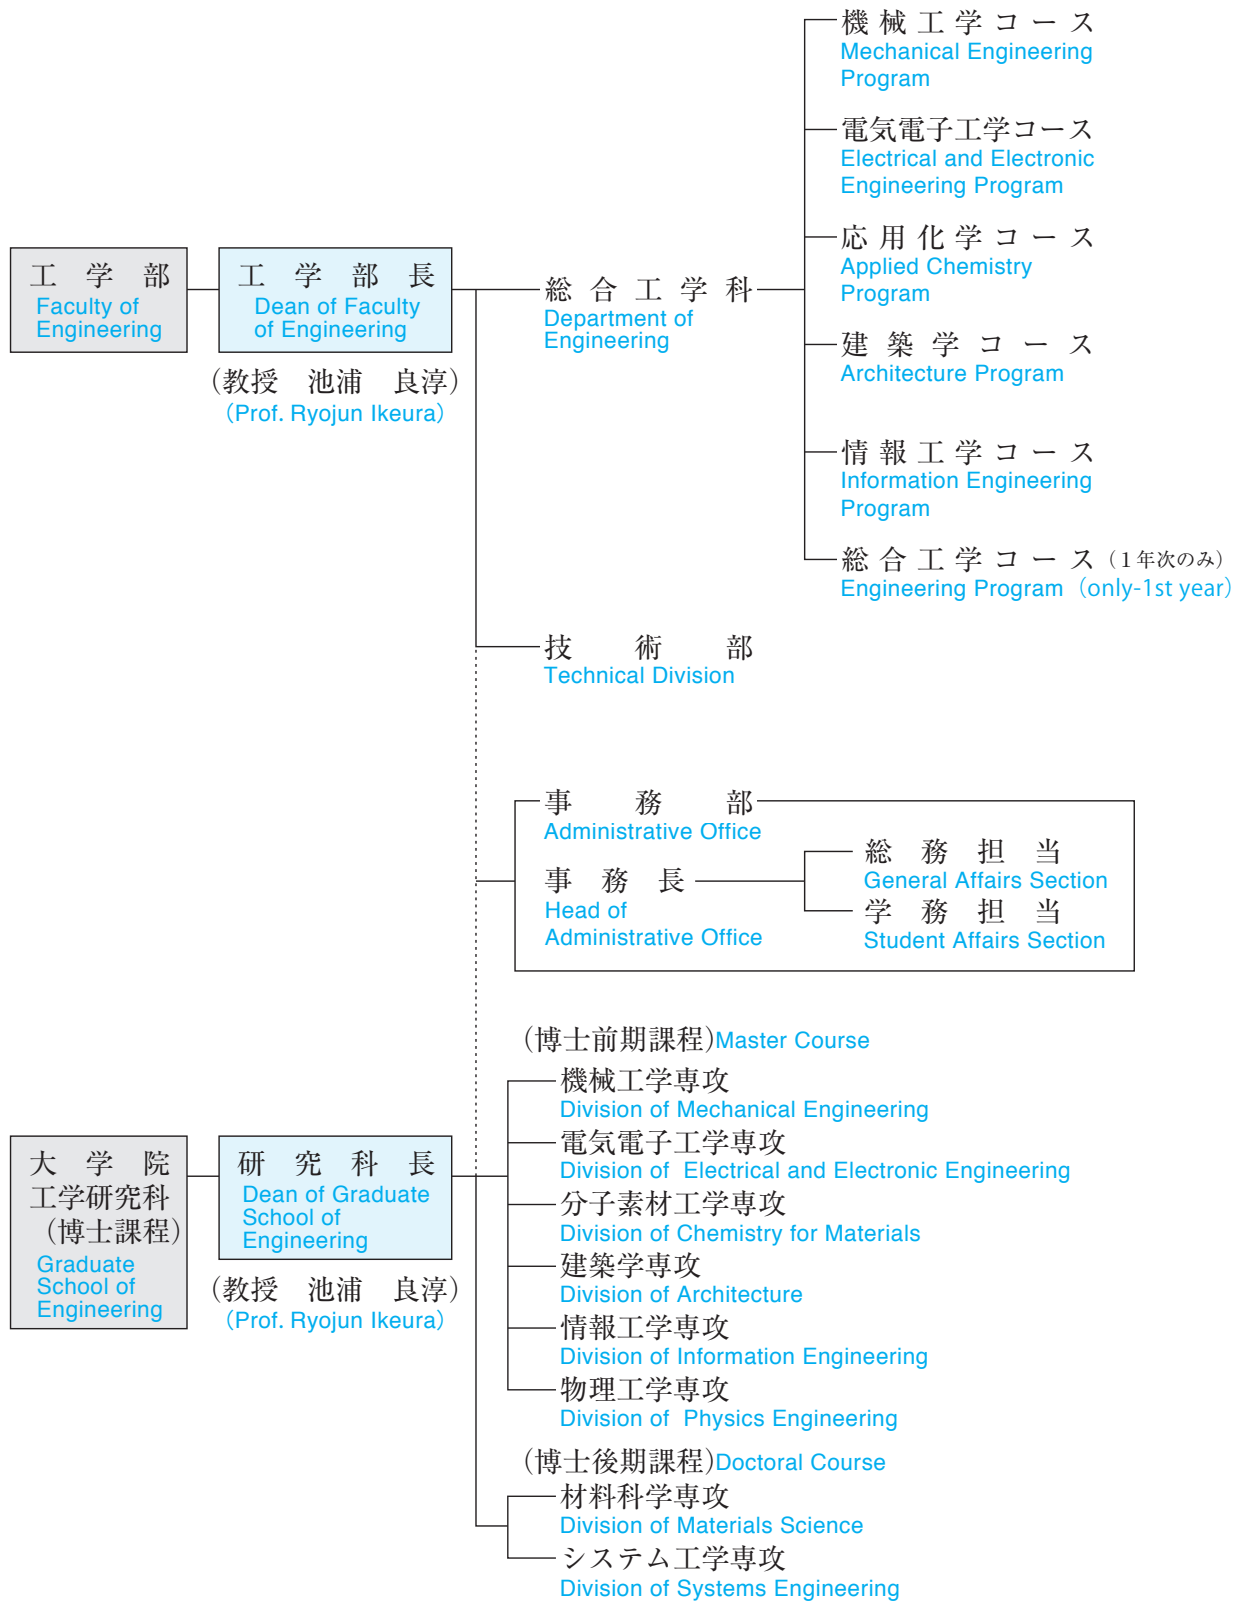 工学部
Faculty of
Engineering
工学部長
Dean of Faculty
of Engineering
(教授　池浦　良淳)
(Prof. Ryojun Ikeura)
総合工学科
Department of
Engineering
機械工学コース
Mechanical Engineering
Program
電気電子工学コース
Electrical and Electronic
Engineering Program
応用化学コース
Applied Chemistry
Program
建築学コース
Architecture Program
情報工学コース
Information Engineering
Program
総合工学コース（１年次のみ）
Engineering Program（only-1st year）
技術部
Technical Division
事務部
Administrative Office
事務長
Head of
Administrative Office
総務担当
General Affairs Section
学務担当
Student Affairs Section
大学院
工学研究科
(博士課程)
Graduate
School of
Engineering
研究科長
Dean of Graduate
School of
Engineering
(教授　池浦　良淳)
(Prof. Ryojun Ikeura)
(博士前期課程)Master Course
機械工学専攻
Division of Mechanical Engineering
電気電子工学専攻
Division of Electrical and Electronic Engineering
分子素材工学専攻
Division of Chemistry for Materials
建築学専攻
Division of Architecture
情報工学専攻
Division of Information Engineering
物理工学専攻
Division of Physics Engineering
(博士後期課程)Doctoral Course
材料科学専攻
Division of Materials Science
システム工学専攻
Division of Systems Engineering